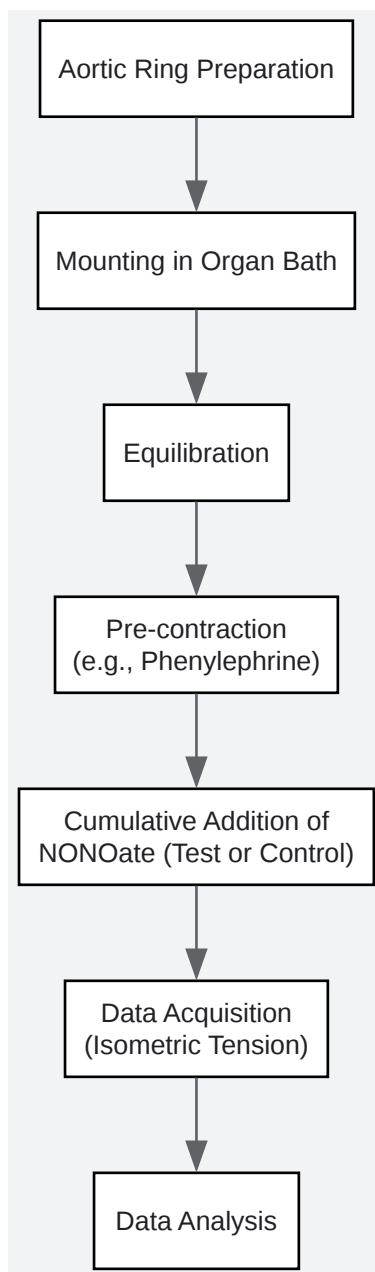 Aortic Ring Preparation
Mounting in Organ Bath
Equilibration
Pre-contraction
(e.g., Phenylephrine)
Cumulative Addition of
NONOate (Test or Control)
Data Acquisition
(Isometric Tension)
Data Analysis